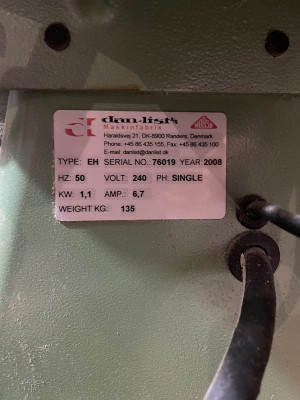 dan-list's
Maskinfabrik
Haraldsvej 21, DK-8900 Randers, Denmark
Phone: +45 86 435 155, Fax: +45 86 435 100
E-mail: danlist@danlist.dk
TYPE: EH SERIAL NO.: 76019 YEAR 2008
HZ: 50 VOLT: 240 PH: SINGLE
KW: 1,1 AMP.: 6,7
WEIGHT KG: 135